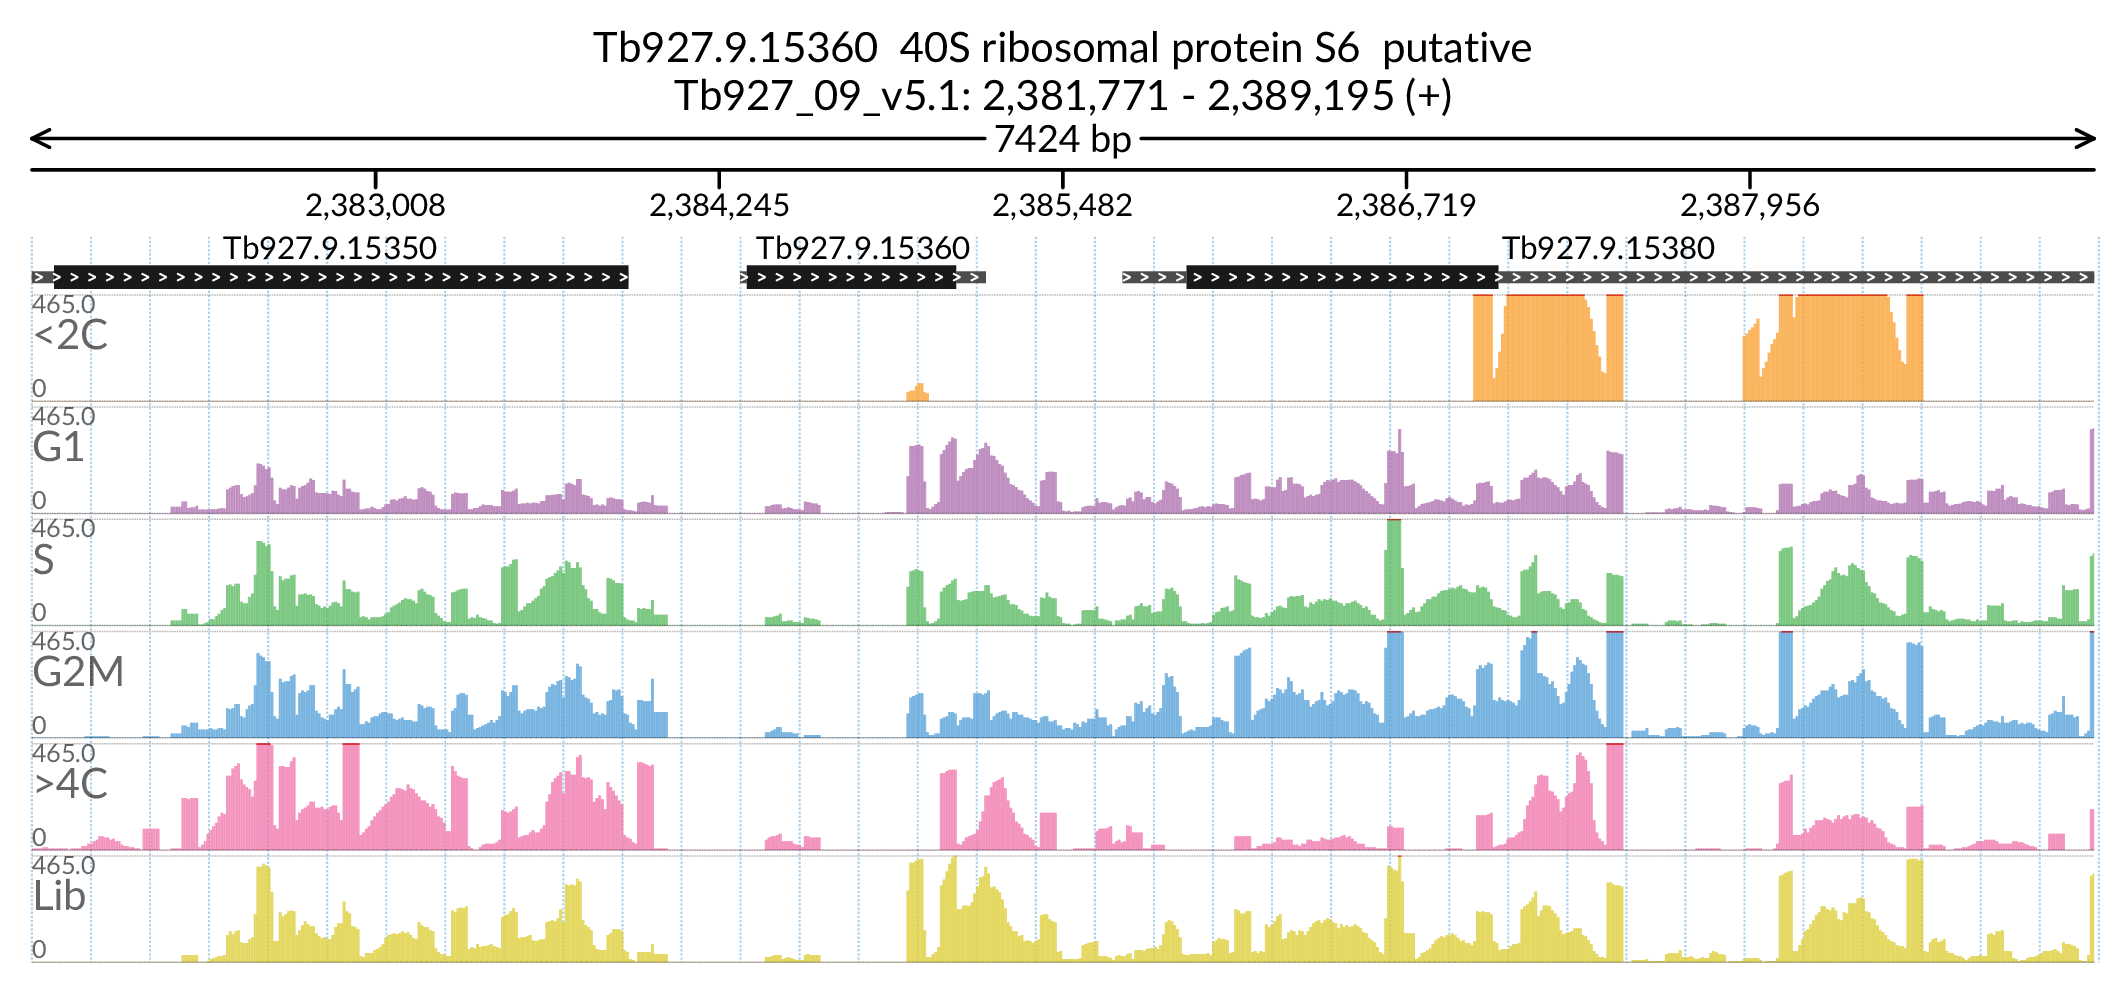 Tb927.9.15360  40S ribosomal protein S6  putative
Tb927_09_v5.1: 2,381,771 - 2,389,195 (+)
7424 bp
2,383,008 2,384,245 2,385,482 2,386,719 2,387,956
Tb927.9.15350 Tb927.9.15360 Tb927.9.15380
465.0
<2C
0
465.0
G1
0
465.0
S
0
465.0
G2M
0
465.0
>4C
0
465.0
Lib
0